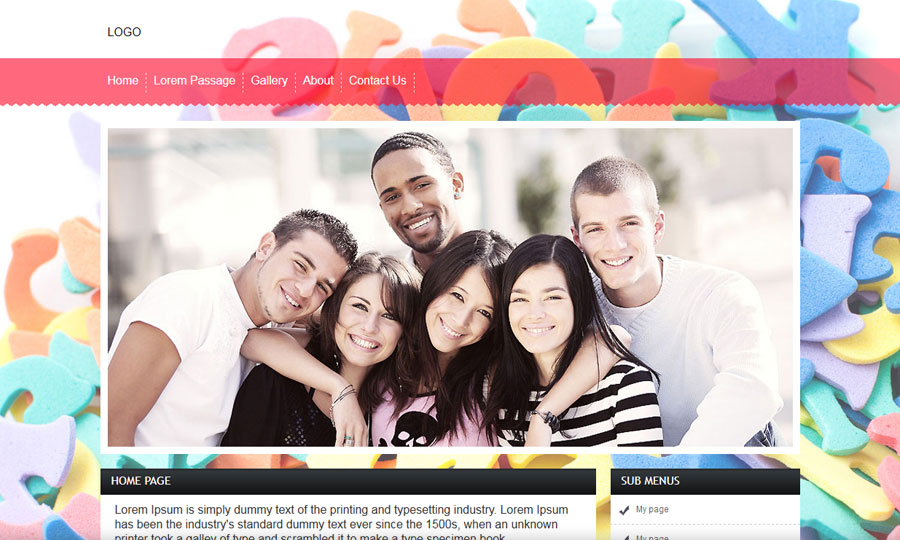 LOGO
Home Lorem Passage Gallery About Contact Us
HOME PAGE
Lorem Ipsum is simply dummy text of the printing and typesetting industry. Lorem Ipsum
has been the industry's standard dummy text ever since the 1500s, when an unknown
printer took a galley of type and scrambled it to make a type specimen book.
SUB MENUS
My page
My page